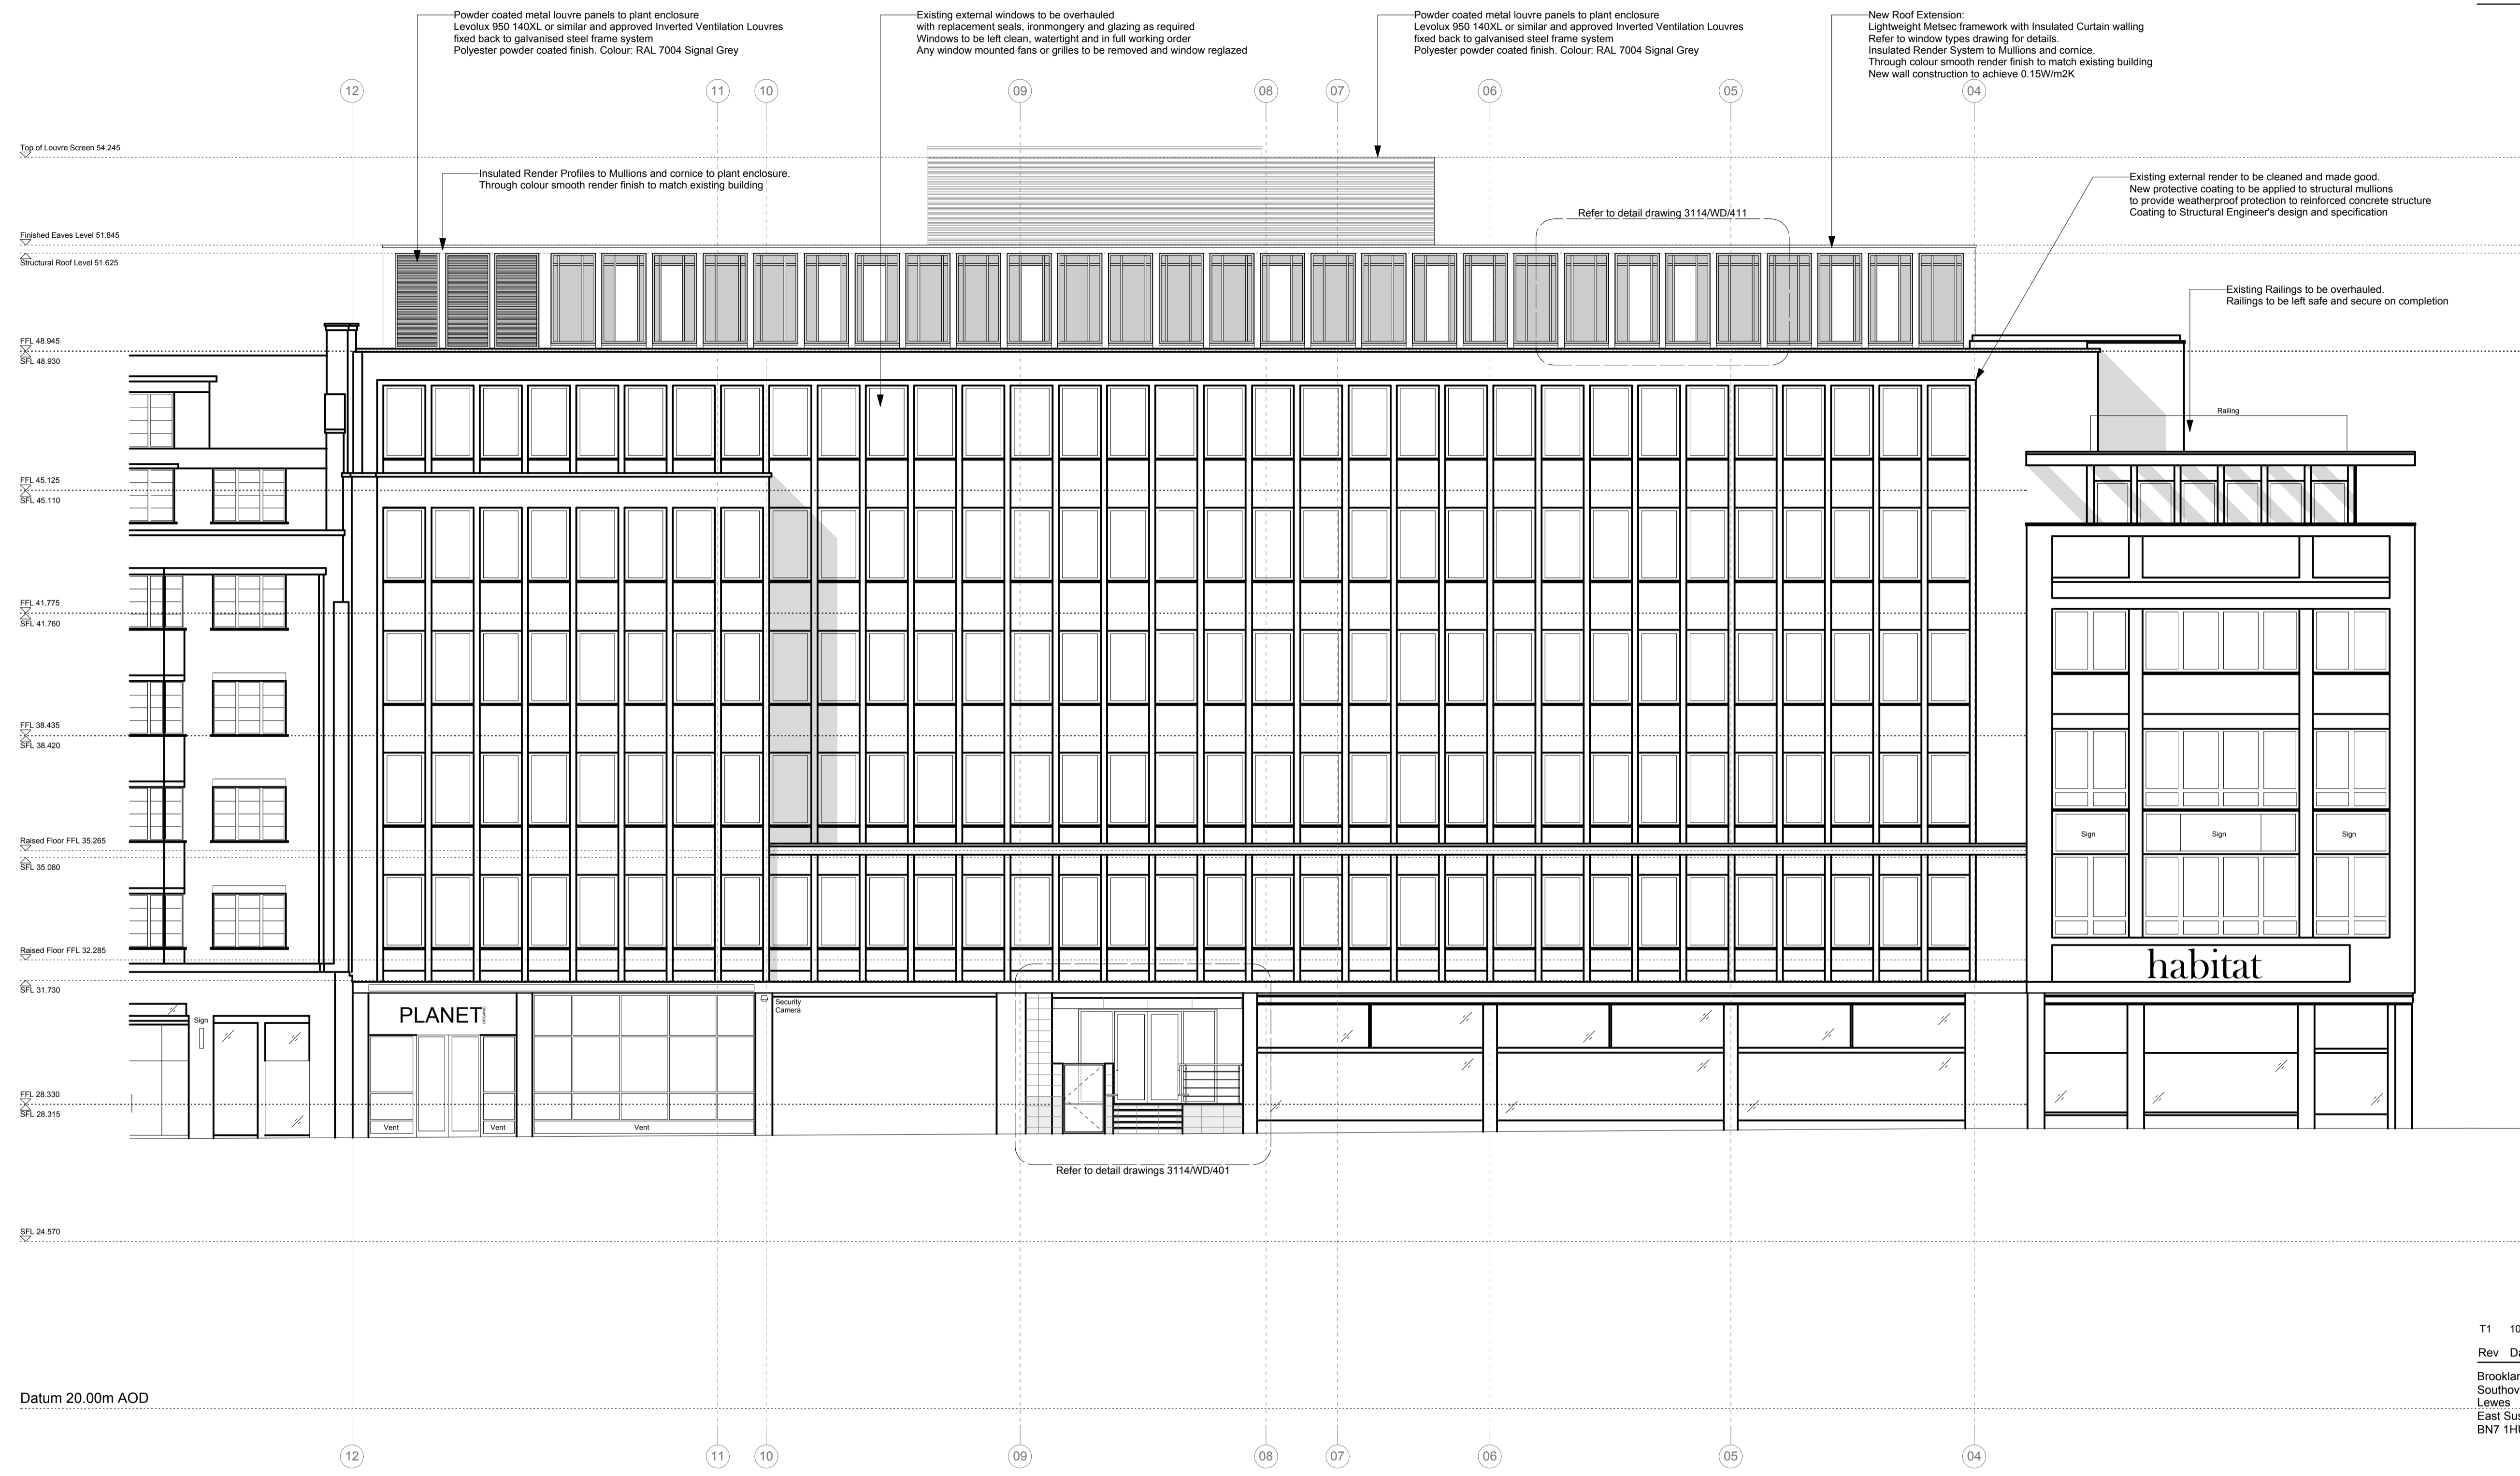 Powder coated metal louvre panels to plant enclosure
Levolux 950 140XL or similar and approved Inverted Ventilation Louvres
fixed back to galvanised steel frame system
Polyester powder coated finish. Colour: RAL 7004 Signal Grey
Existing external windows to be overhauled
with replacement seals, ironmongery and glazing as required
Windows to be left clean, watertight and in full working order
Any window mounted fans or grilles to be removed and window reglazed
Powder coated metal louvre panels to plant enclosure
Levolux 950 140XL or similar and approved Inverted Ventilation Louvres
fixed back to galvanised steel frame system
Polyester powder coated finish. Colour: RAL 7004 Signal Grey
New Roof Extension:
Lightweight Metsec framework with Insulated Curtain walling
Refer to window types drawing for details.
Insulated Render System to Mullions and cornice.
Through colour smooth render finish to match existing building
New wall construction to achieve 0.15W/m2K
12
11
10
09
08
07
06
05
04
Top of Louvre Screen 54.245
Insulated Render Profiles to Mullions and cornice to plant enclosure.
Through colour smooth render finish to match existing building
Existing external render to be cleaned and made good.
New protective coating to be applied to structural mullions
to provide weatherproof protection to reinforced concrete structure
Coating to Structural Engineer's design and specification
Refer to detail drawing 3114/WD/411
Finished Eaves Level 51.845
Structural Roof Level 51.625
Existing Railings to be overhauled.
Railings to be left safe and secure on completion
FFL 48.945
SFL 48.930
Railing
FFL 45.125
SFL 45.110
FFL 41.775
SFL 41.760
FFL 38.435
SFL 38.420
Sign
Sign
Sign
Raised Floor FFL 35.265
SFL 35.080
Raised Floor FFL 32.285
habitat
SFL 31.730
Security
Camera
PLANET
Sign
FFL 28.330
SFL 28.315
Vent
Vent
Vent
Refer to detail drawings 3114/WD/401
SFL 24.570
T1 10
Rev Da
Datum 20.00m AOD
Brooklan
Southov
Lewes
East Sus
BN7 1HU
12
11
10
09
08
07
06
05
04